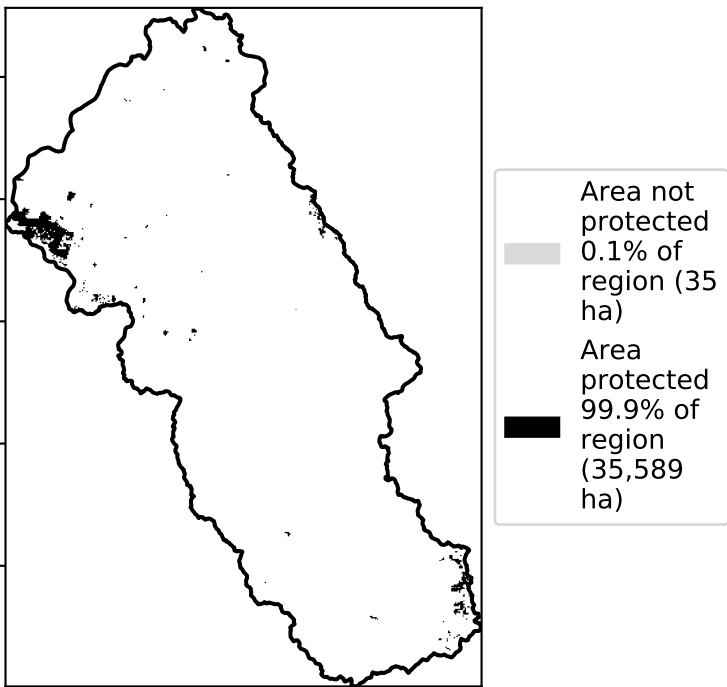 Area not
protected
0.1% of
region (35
ha)
Area
protected
99.9% of
region
(35,589
ha)